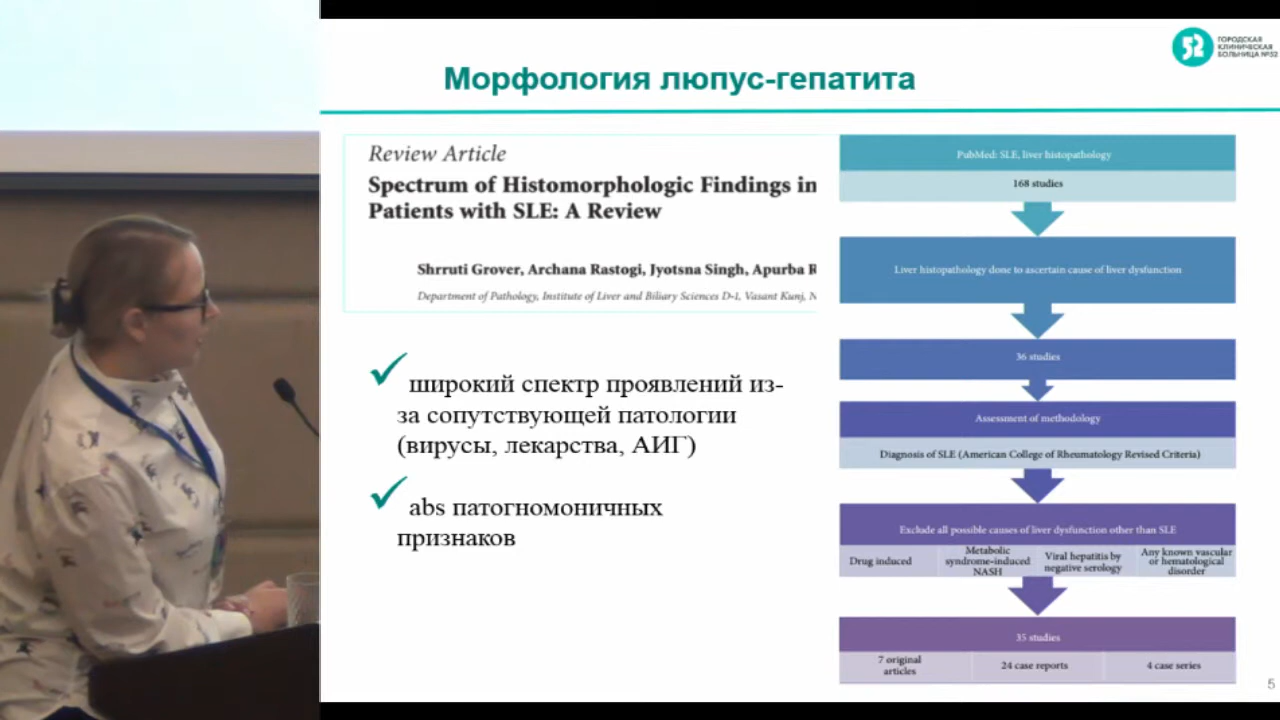 52
ГОРОДСКАЯ
КЛИНИЧЕСКАЯ
БОЛЬНИЦА №52
Морфология люпус-гепатита
Review Article
Spectrum of Histomorphologic Findings in
Patients with SLE: A Review
Shrruti Grover, Archana Rastogi, Jyotsna Singh, Apurba R
Department of Pathology, Institute of Liver and Biliary Sciences D-1, Vasant Kunj, N
широкий спектр проявлений из-
за сопутствующей патологии
(вирусы, лекарства, АИГ)
abs патогномоничных
признаков
PubMed: SLE, liver histopathology
168 studies
Liver histopathology done to ascertain cause of liver dysfunction
36 studies
Assessment of methodology
Diagnosis of SLE (American College of Rheumatology Revised Criteria)
Exclude all possible causes of liver dysfunction other than SLE
Drug induced
Metabolic
syndrome-induced
NASH
Viral hepatitis by
negative serology
Any known vascular
or hematological
disorder
35 studies
7 original
articles
24 case reports
4 case series
5